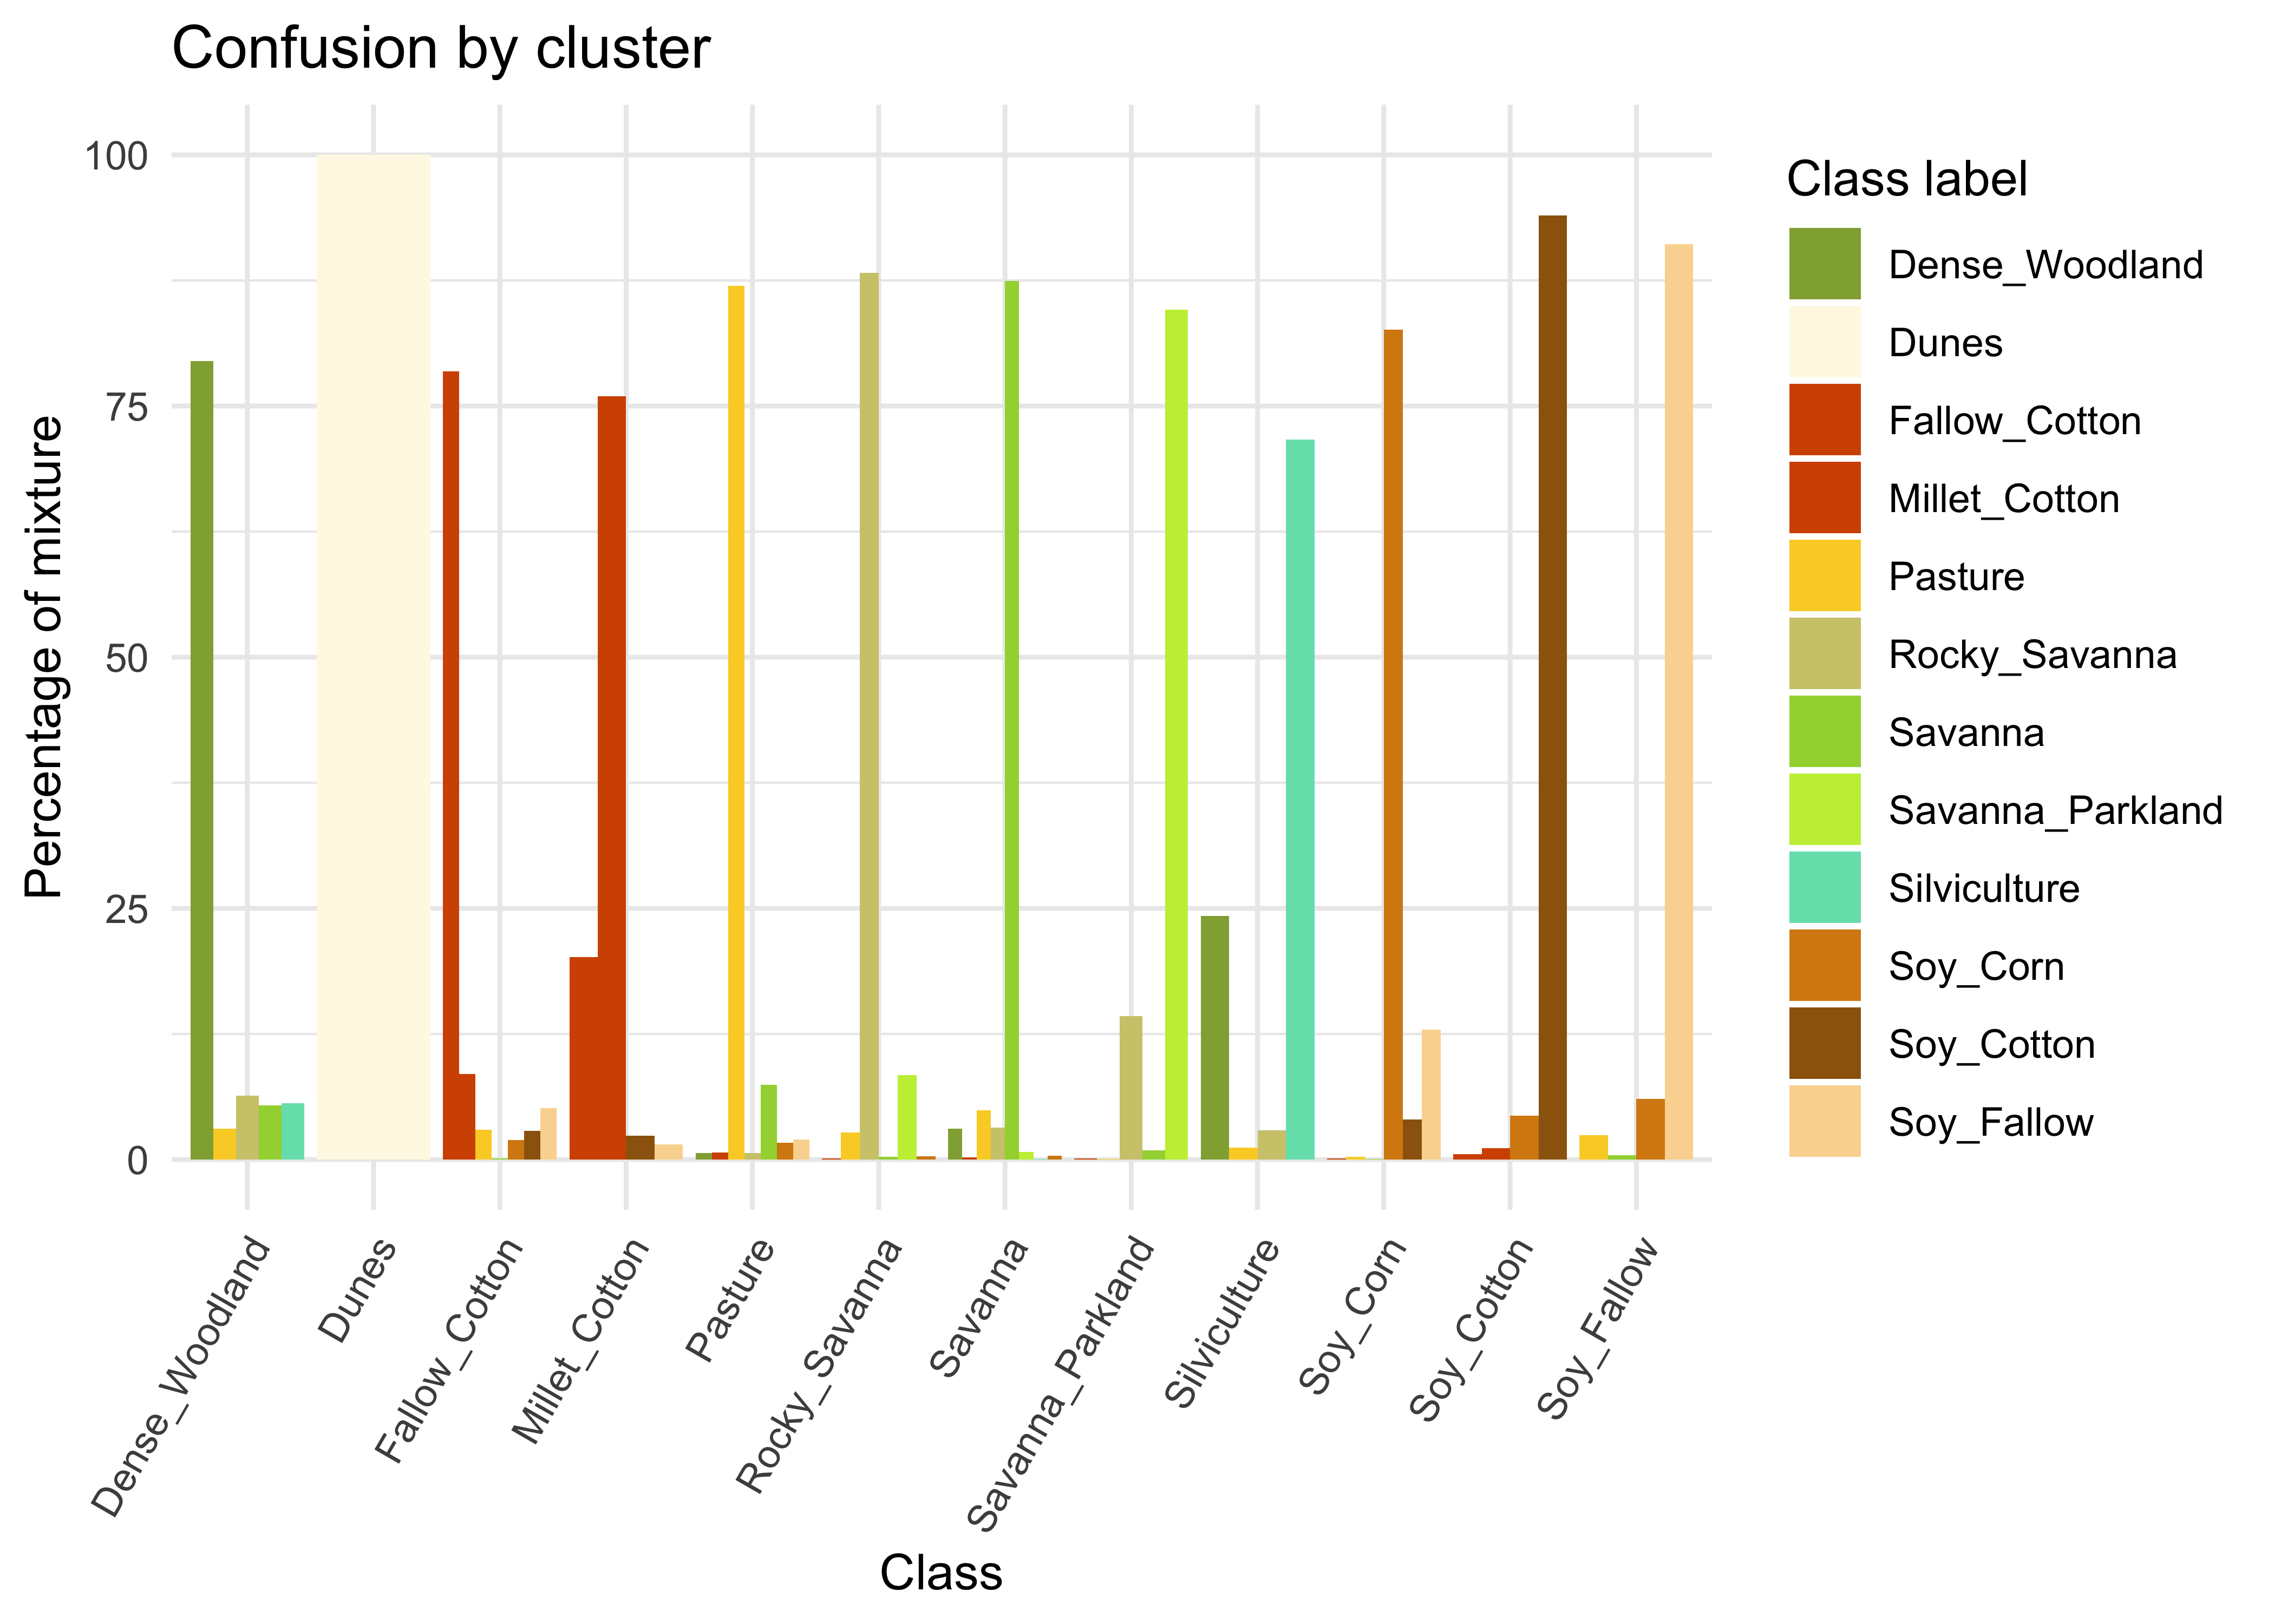 Confusion by cluster
Percentage of mixture
100
75
50
25
0
Dense_Woodland
Dunes
Fallow_Cotton
Millet_Cotton
Pasture
Rocky_Savanna
Savanna
Savanna_Parkland
Silviculture
Soy_Corn
Soy_Cotton
Soy_Fallow
Class
Class label
Dense_Woodland
Dunes
Fallow_Cotton
Millet_Cotton
Pasture
Rocky_Savanna
Savanna
Savanna_Parkland
Silviculture
Soy_Corn
Soy_Cotton
Soy_Fallow